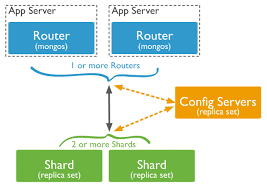 App Server
App Server
Router
(mongos)
Router
(mongos)
1 or more Routers
Config Servers
(replica set)
2 or more Shards
Shard
(replica set)
Shard
(replica set)